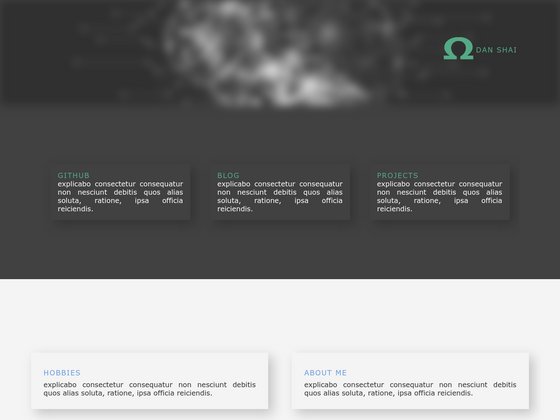 Ω DAN SHAI
GITHUB
explicabo consectetur consequatur
non nesciunt debitis quos alias
soluta, ratione, ipsa officia
reiciendis.
BLOG
explicabo consectetur consequatur
non nesciunt debitis quos alias
soluta, ratione, ipsa officia
reiciendis.
PROJECTS
explicabo consectetur consequatur
non nesciunt debitis quos alias
soluta, ratione, ipsa officia
reiciendis.
HOBBIES
explicabo consectetur consequatur non nesciunt debitis
quos alias soluta, ratione, ipsa officia reiciendis.
ABOUT ME
explicabo consectetur consequatur non nesciunt debitis
quos alias soluta, ratione, ipsa officia reiciendis.